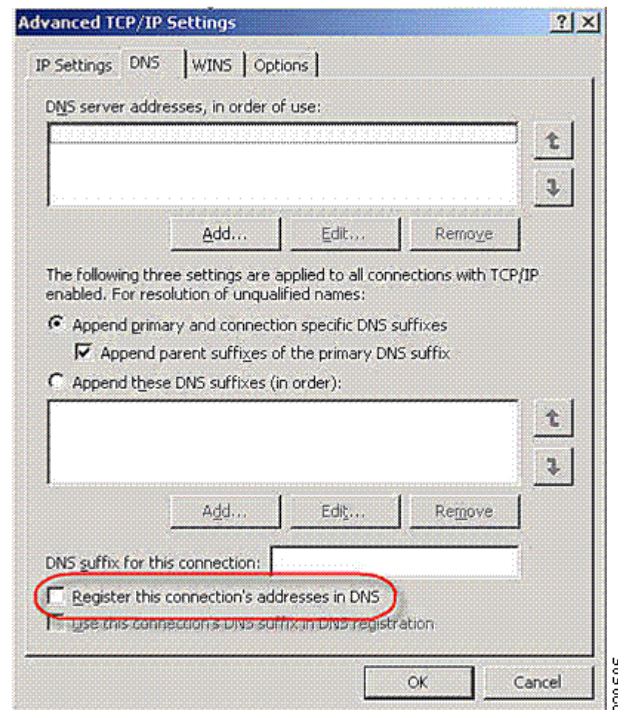 Advanced TCP/IP Settings
IP Settings DNS WINS Options
DNS server addresses, in order of use:
Add... Edit... Remove
The following three settings are applied to all connections with TCP/IP
enabled. For resolution of unqualified names:
Append primary and connection specific DNS suffixes
Append parent suffixes of the primary DNS suffix
Append these DNS suffixes (in order):
Add... Edit... Remove
DNS suffix for this connection:
Register this connection's addresses in DNS
Use this connection's DNS suffix in DNS registration
OK Cancel